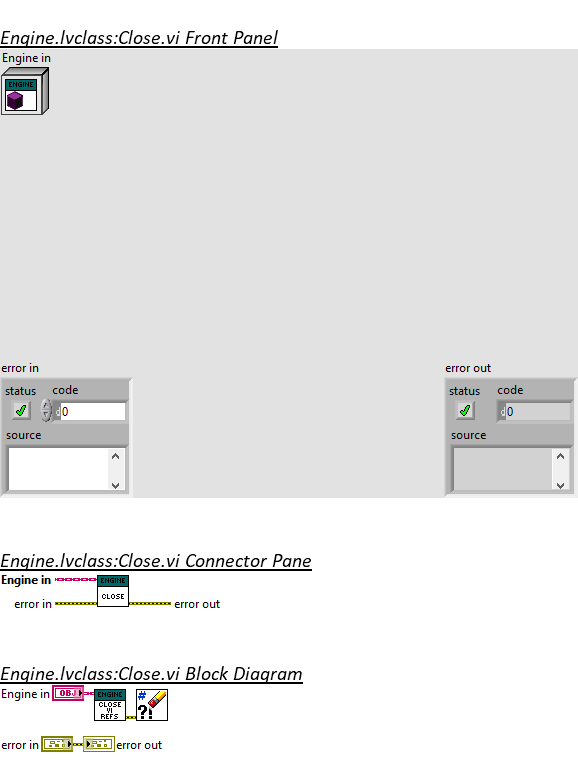 Engine.lvclass:Close.vi Front Panel
Engine in
ENGINE
error in
error out
status code
status code
d 0
d 0
source
source
Engine.lvclass:Close.vi Connector Pane
Engine in
ENGINE
CLOSE
error in
error out
Engine.lvclass:Close.vi Block Diagram
Engine in
OBJ
ENGINE
CLOSE
VI
REFS
#
?!
error in
error out